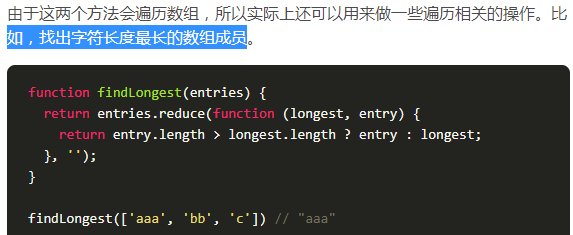 由于这两个方法会遍历数组，所以实际上还可以用来做一些遍历相关的操作。比
如，找出字符长度最长的数组成员。
function findLongest(entries) {
  return entries.reduce(function (longest, entry) {
    return entry.length > longest.length ? entry : longest;
  }, '');
}
findLongest(['aaa', 'bb', 'c']) // "aaa"